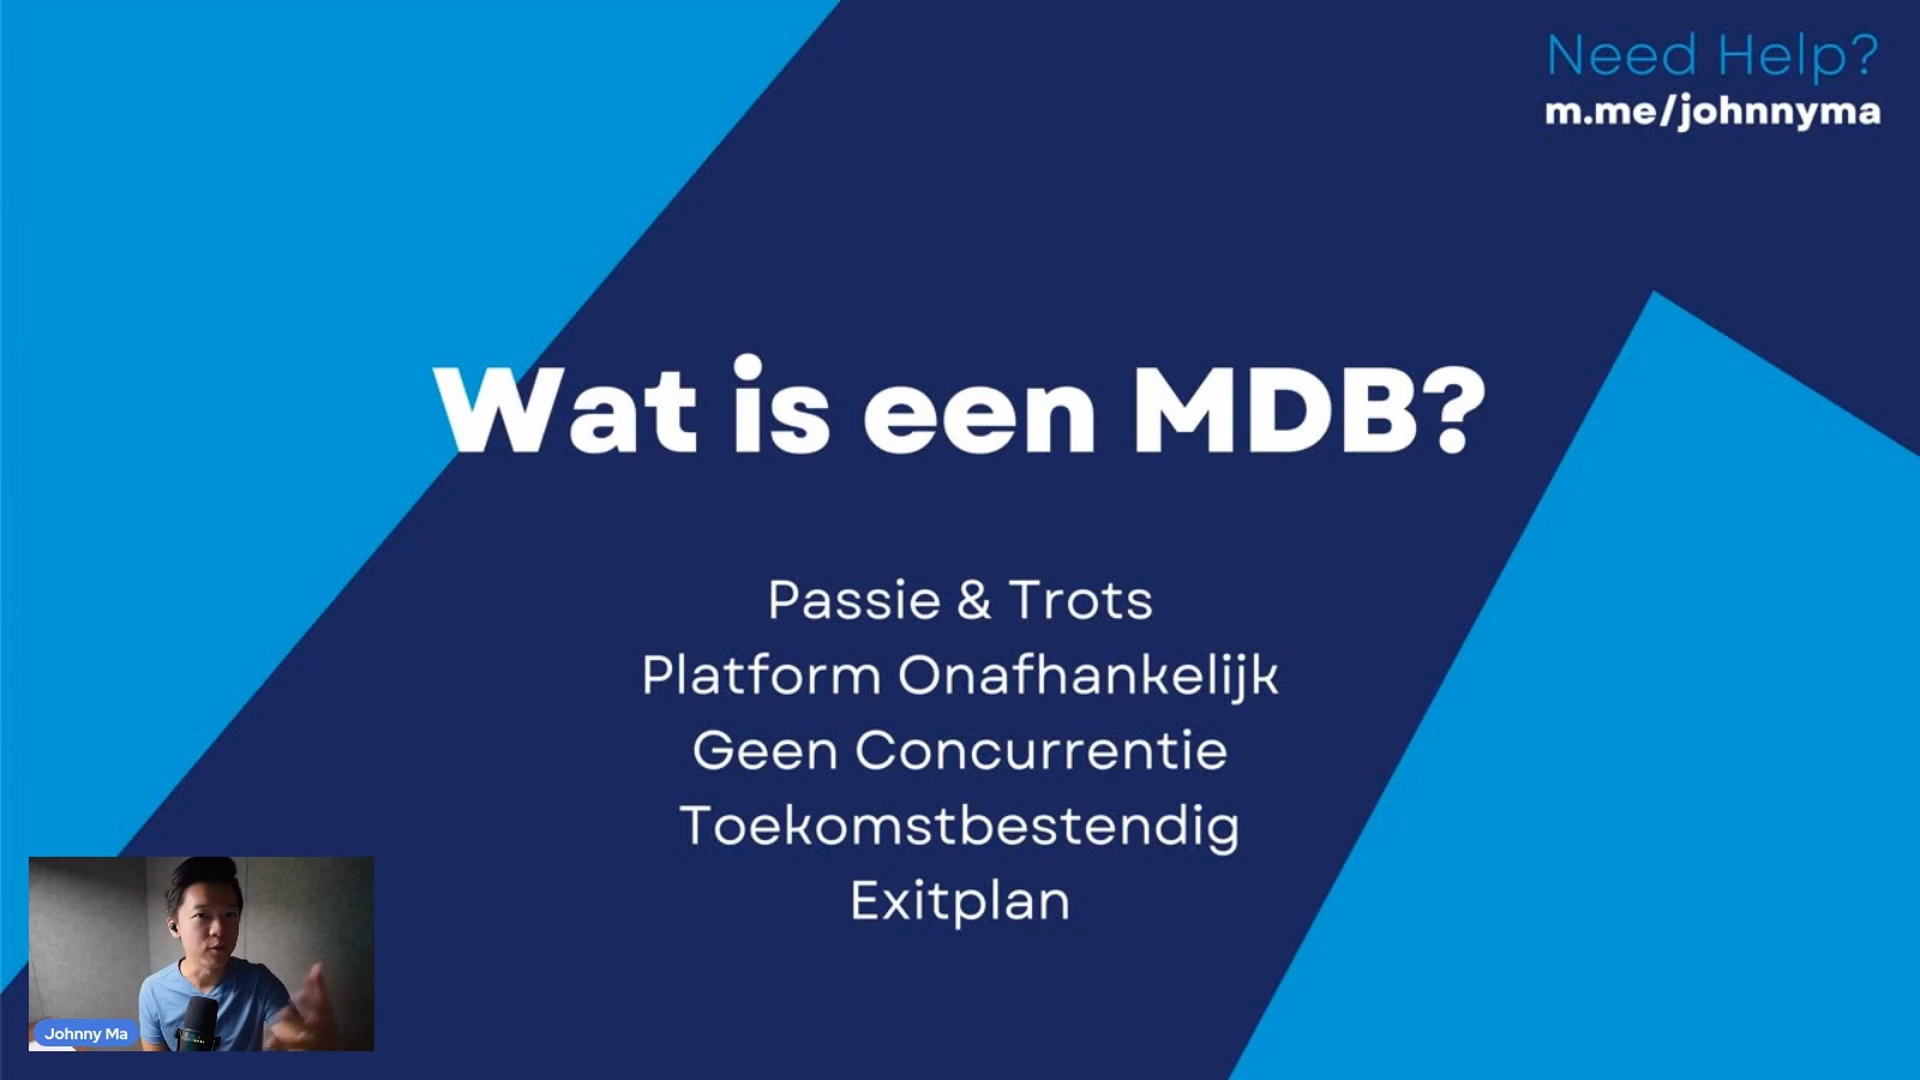 Need Help?
m.me/johnnyma
Wat is een MDB?
Passie & Trots
Platform Onafhankelijk
Geen Concurrentie
Toekomstbestendig
Exitplan
Johnny Ma